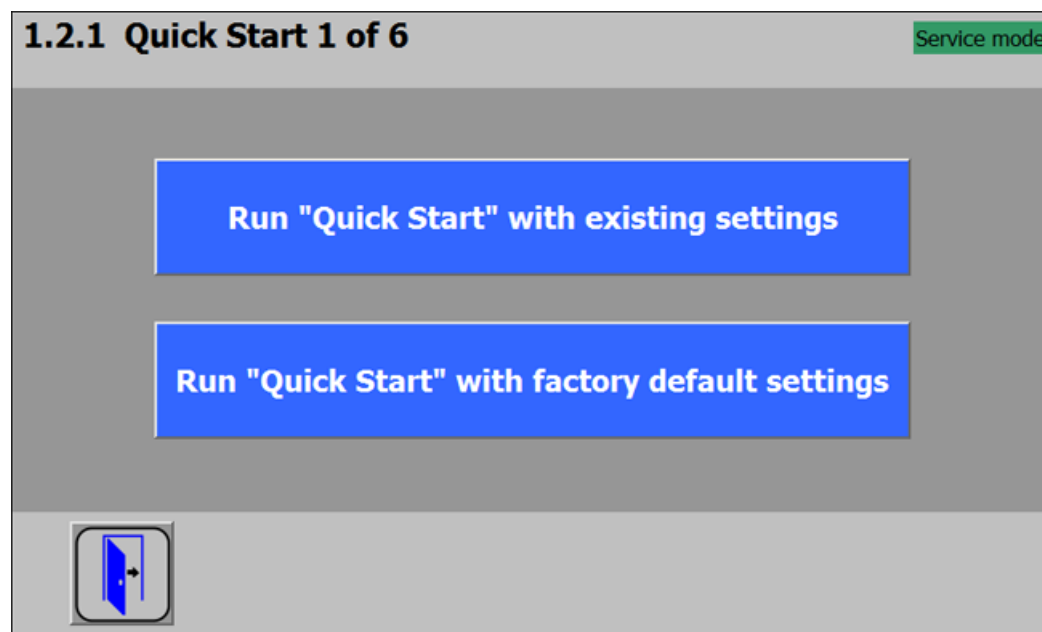 1.2.1 Quick Start 1 of 6
Service mode
Run "Quick Start" with existing settings
Run "Quick Start" with factory default settings